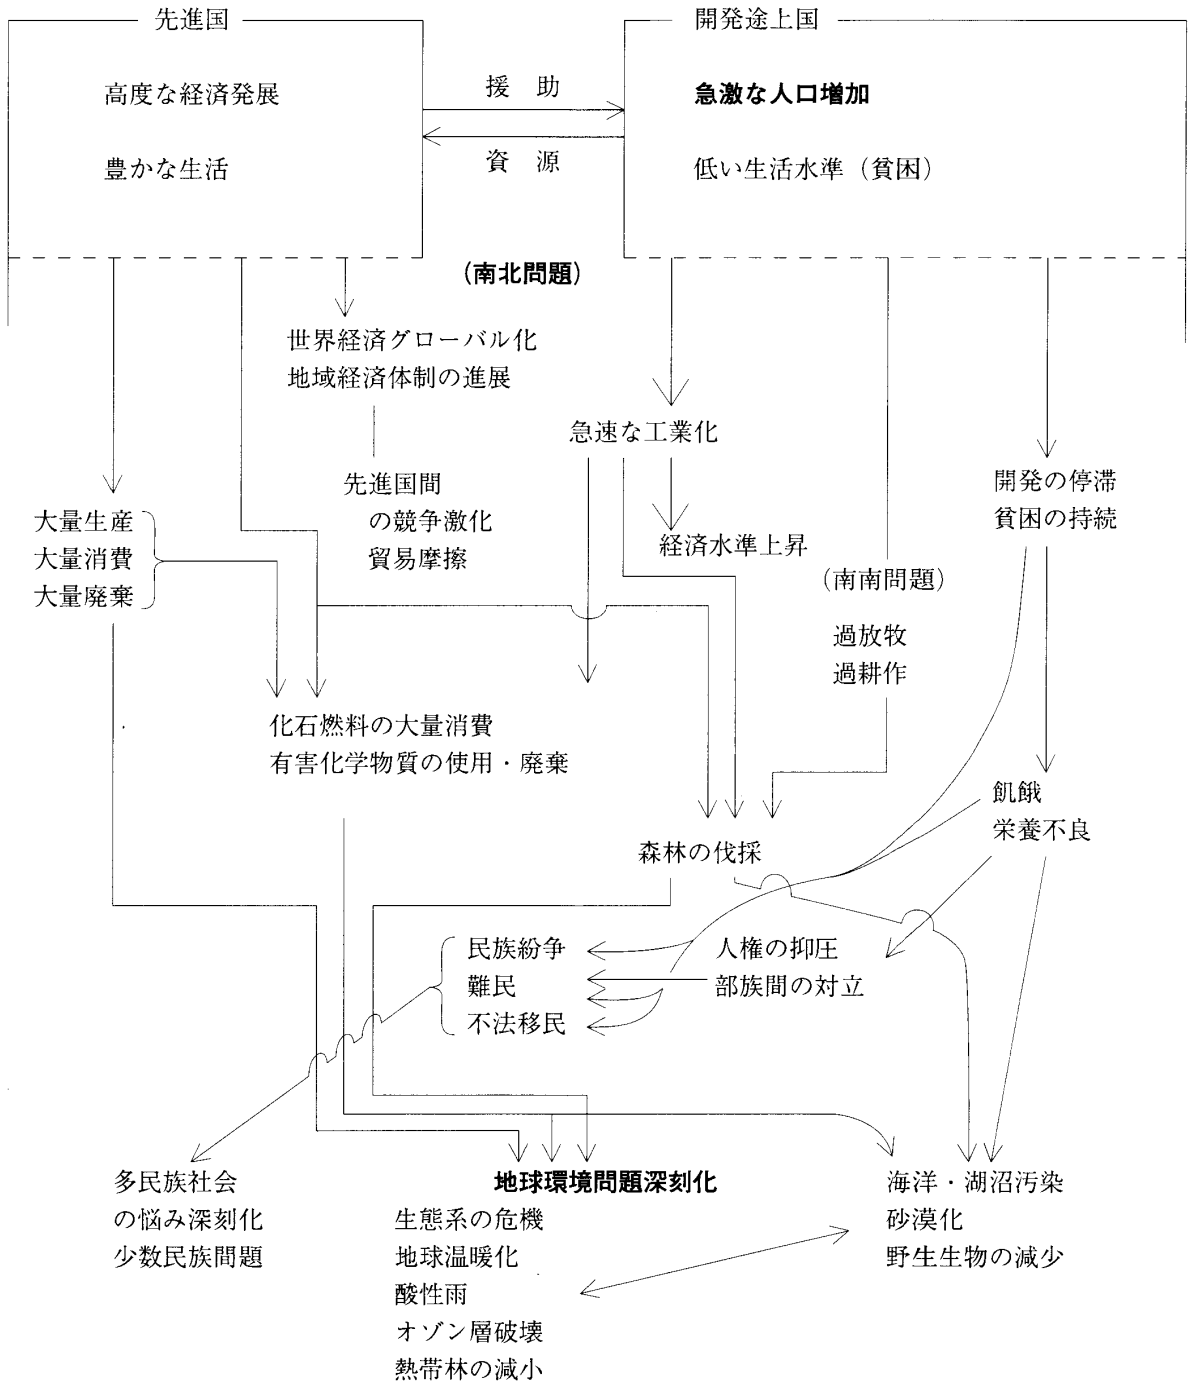 先進国
開発途上国
高度な経済発展
援 助
急激な人口増加
豊かな生活
資 源
低い生活水準（貧困）
(南北問題)
世界経済グローバル化
地域経済体制の進展
急速な工業化
先進国間
の競争激化
貿易摩擦
開発の停滞
貧困の持続
大量生産
大量消費
大量廃棄
経済水準上昇
(南南問題)
過放牧
過耕作
化石燃料の大量消費
有害化学物質の使用・廃棄
飢餓
栄養不良
森林の伐採
民族紛争
難民
不法移民
人権の抑圧
部族間の対立
多民族社会
の悩み深刻化
少数民族問題
地球環境問題深刻化
生態系の危機
地球温暖化
酸性雨
オゾン層破壊
熱帯林の減小
海洋・湖沼汚染
砂漠化
野生生物の減少